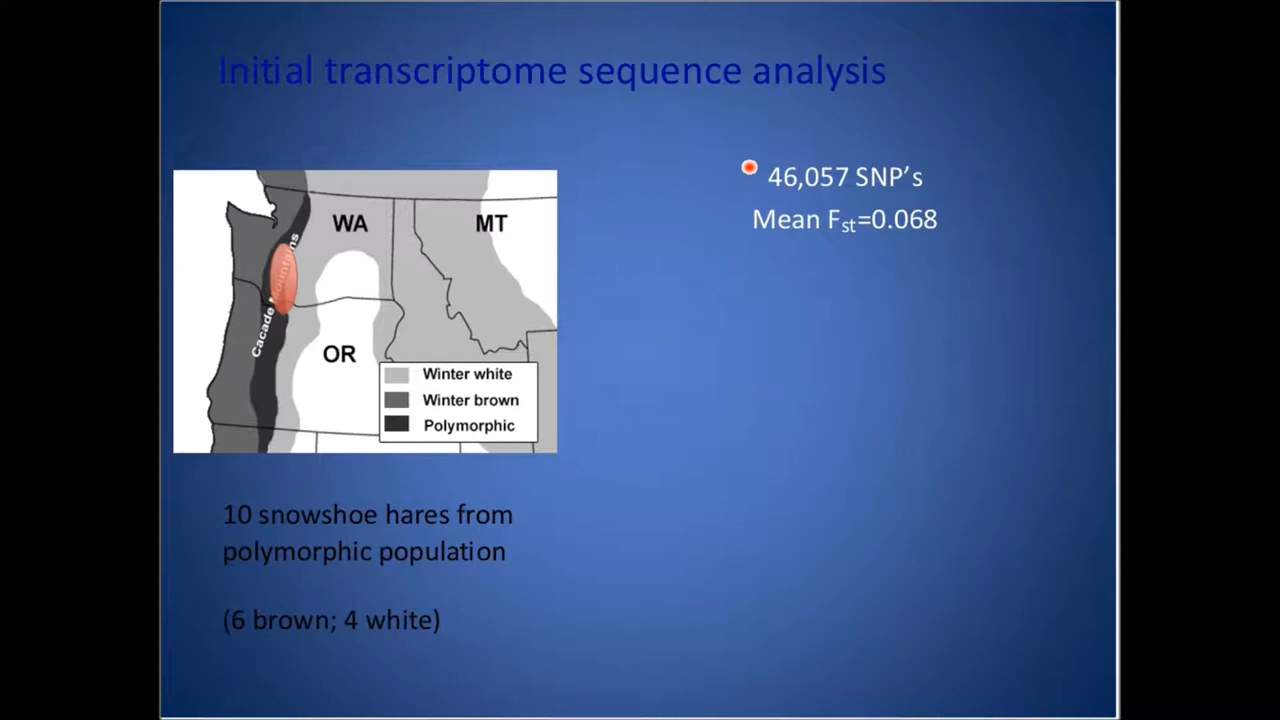 Initial transcriptome sequence analysis
46,057 SNP's
Mean Fst=0.068
WA
MT
Cacade Mountains
OR
Winter white
Winter brown
Polymorphic
10 snowshoe hares from
polymorphic population
(6 brown; 4 white)